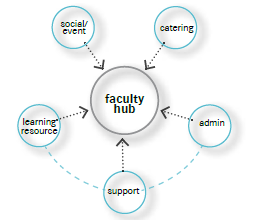 social/
event
catering
faculty
hub
learning
resource
admin
support